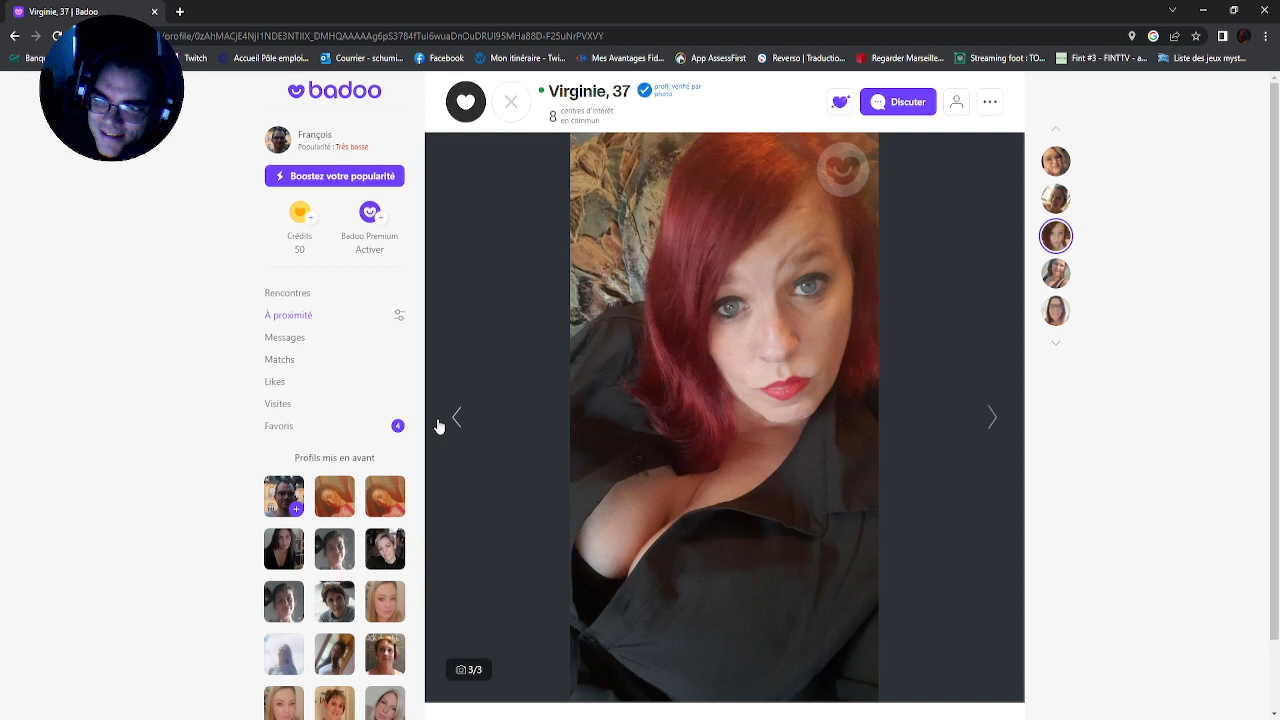 Virginie, 37 | Badoo
/profile/0zAhMACjE4NjI1NDE3NTIIX_DMHQAAAAAg6pS3784fTuI6wuaDnOuDRUI95MHa88D-F25uNrPVXVY
Twitch
Accueil Pôle emploi...
Courrier - schumi...
Facebook
Mon itinéraire - Twi...
Mes Avantages Fid...
App AssessFirst
Reverso | Traductio...
Regarder Marseille...
Streaming foot : TO...
Fint #3 - FINTTV - a...
Liste des jeux myst...
badoo
François
Popularité : Très basse
Boostez votre popularité
Crédits
50
Badoo Premium
Activer
Rencontres
À proximité
Messages
Matchs
Likes
Visites
Favoris
4
Profils mis en avant
Virginie, 37
profil vérifié par
photo
8 centres d'intérêt
en commun
Discuter
3/3